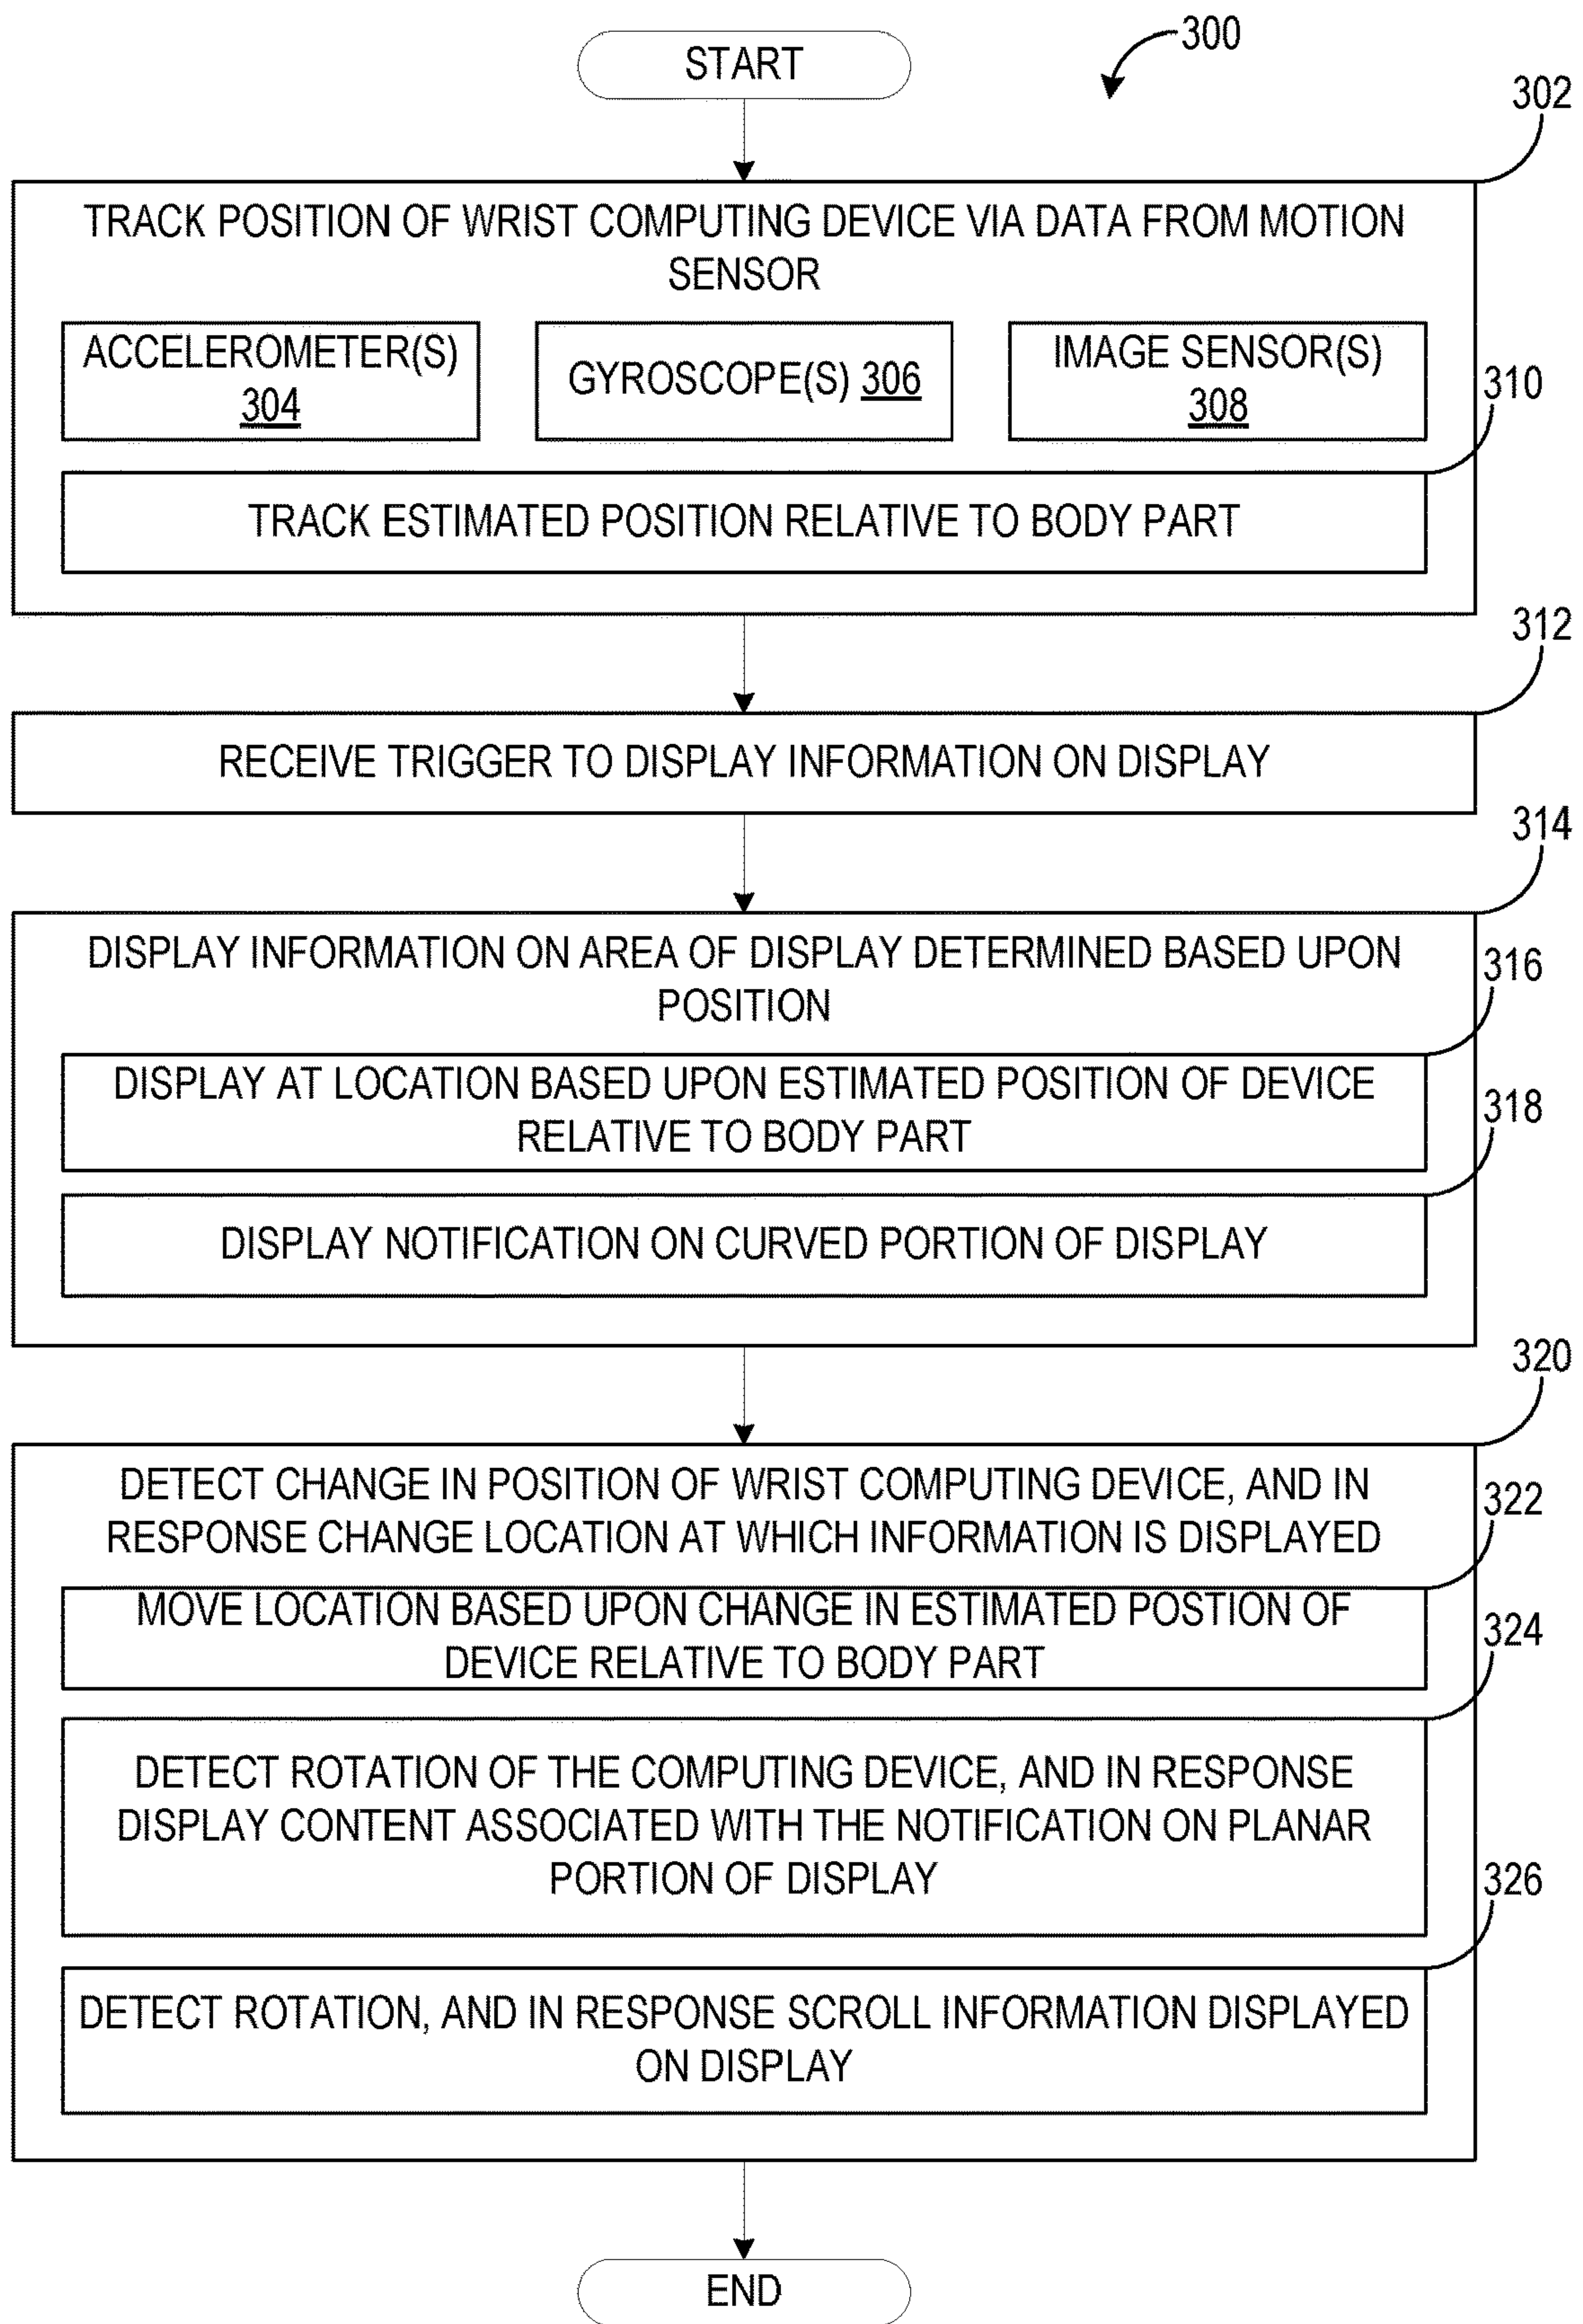 START
300
302
TRACK POSITION OF WRIST COMPUTING DEVICE VIA DATA FROM MOTION
SENSOR
ACCELEROMETER(S)
304
GYROSCOPE(S) 306
IMAGE SENSOR(S)
308
310
TRACK ESTIMATED POSITION RELATIVE TO BODY PART
312
RECEIVE TRIGGER TO DISPLAY INFORMATION ON DISPLAY
314
DISPLAY INFORMATION ON AREA OF DISPLAY DETERMINED BASED UPON
POSITION
316
DISPLAY AT LOCATION BASED UPON ESTIMATED POSITION OF DEVICE
RELATIVE TO BODY PART
318
DISPLAY NOTIFICATION ON CURVED PORTION OF DISPLAY
320
DETECT CHANGE IN POSITION OF WRIST COMPUTING DEVICE, AND IN
RESPONSE CHANGE LOCATION AT WHICH INFORMATION IS DISPLAYED
322
MOVE LOCATION BASED UPON CHANGE IN ESTIMATED POSTION OF
DEVICE RELATIVE TO BODY PART
324
DETECT ROTATION OF THE COMPUTING DEVICE, AND IN RESPONSE
DISPLAY CONTENT ASSOCIATED WITH THE NOTIFICATION ON PLANAR
PORTION OF DISPLAY
326
DETECT ROTATION, AND IN RESPONSE SCROLL INFORMATION DISPLAYED
ON DISPLAY
END